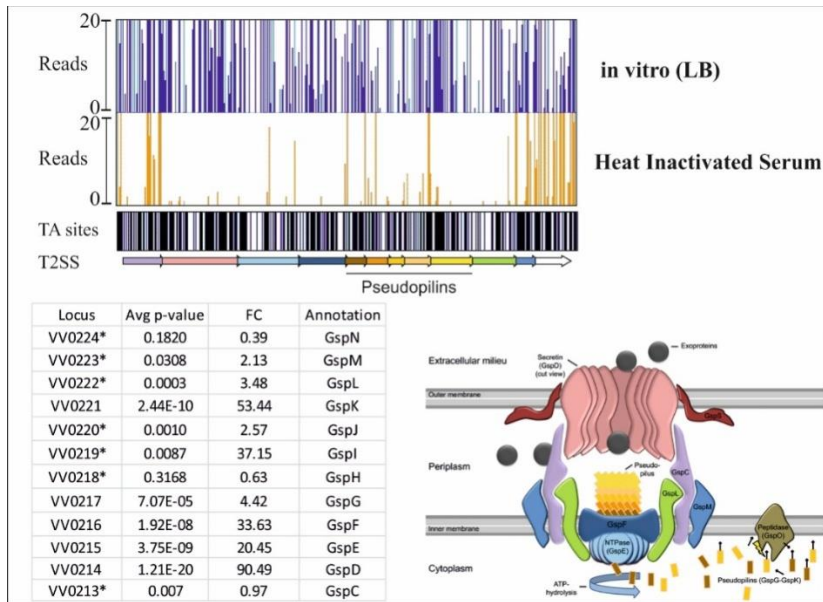 20
Reads
0
in vitro (LB)
20
Reads
0
Heat Inactivated Serum
TA sites
T2SS
Pseudopilins
Locus Avg p-value FC Annotation
VV0224* 0.1820 0.39 GspN
VV0223* 0.0308 2.13 GspM
VV0222* 0.0003 3.48 GspL
VV0221 2.44E-10 53.44 GspK
VV0220* 0.0010 2.57 GspJ
VV0219* 0.0087 37.15 GspI
VV0218* 0.3168 0.63 GspH
VV0217 7.07E-05 4.42 GspG
VV0216 1.92E-08 33.63 GspF
VV0215 3.75E-09 20.45 GspE
VV0214 1.21E-20 90.49 GspD
VV0213* 0.007 0.97 GspC
Extracellular milieu
Secretin
(GspD)
(cut view)
Exoproteins
Outer membrane
Periplasm
Pseudo-
pilus
GspC
GspL
GspM
GspF
Inner membrane
NTPase
(GspE)
Peptidase
(GspO)
Cytoplasm
ATP-
hydrolysis
Pseudopilins (GspG-GspK)